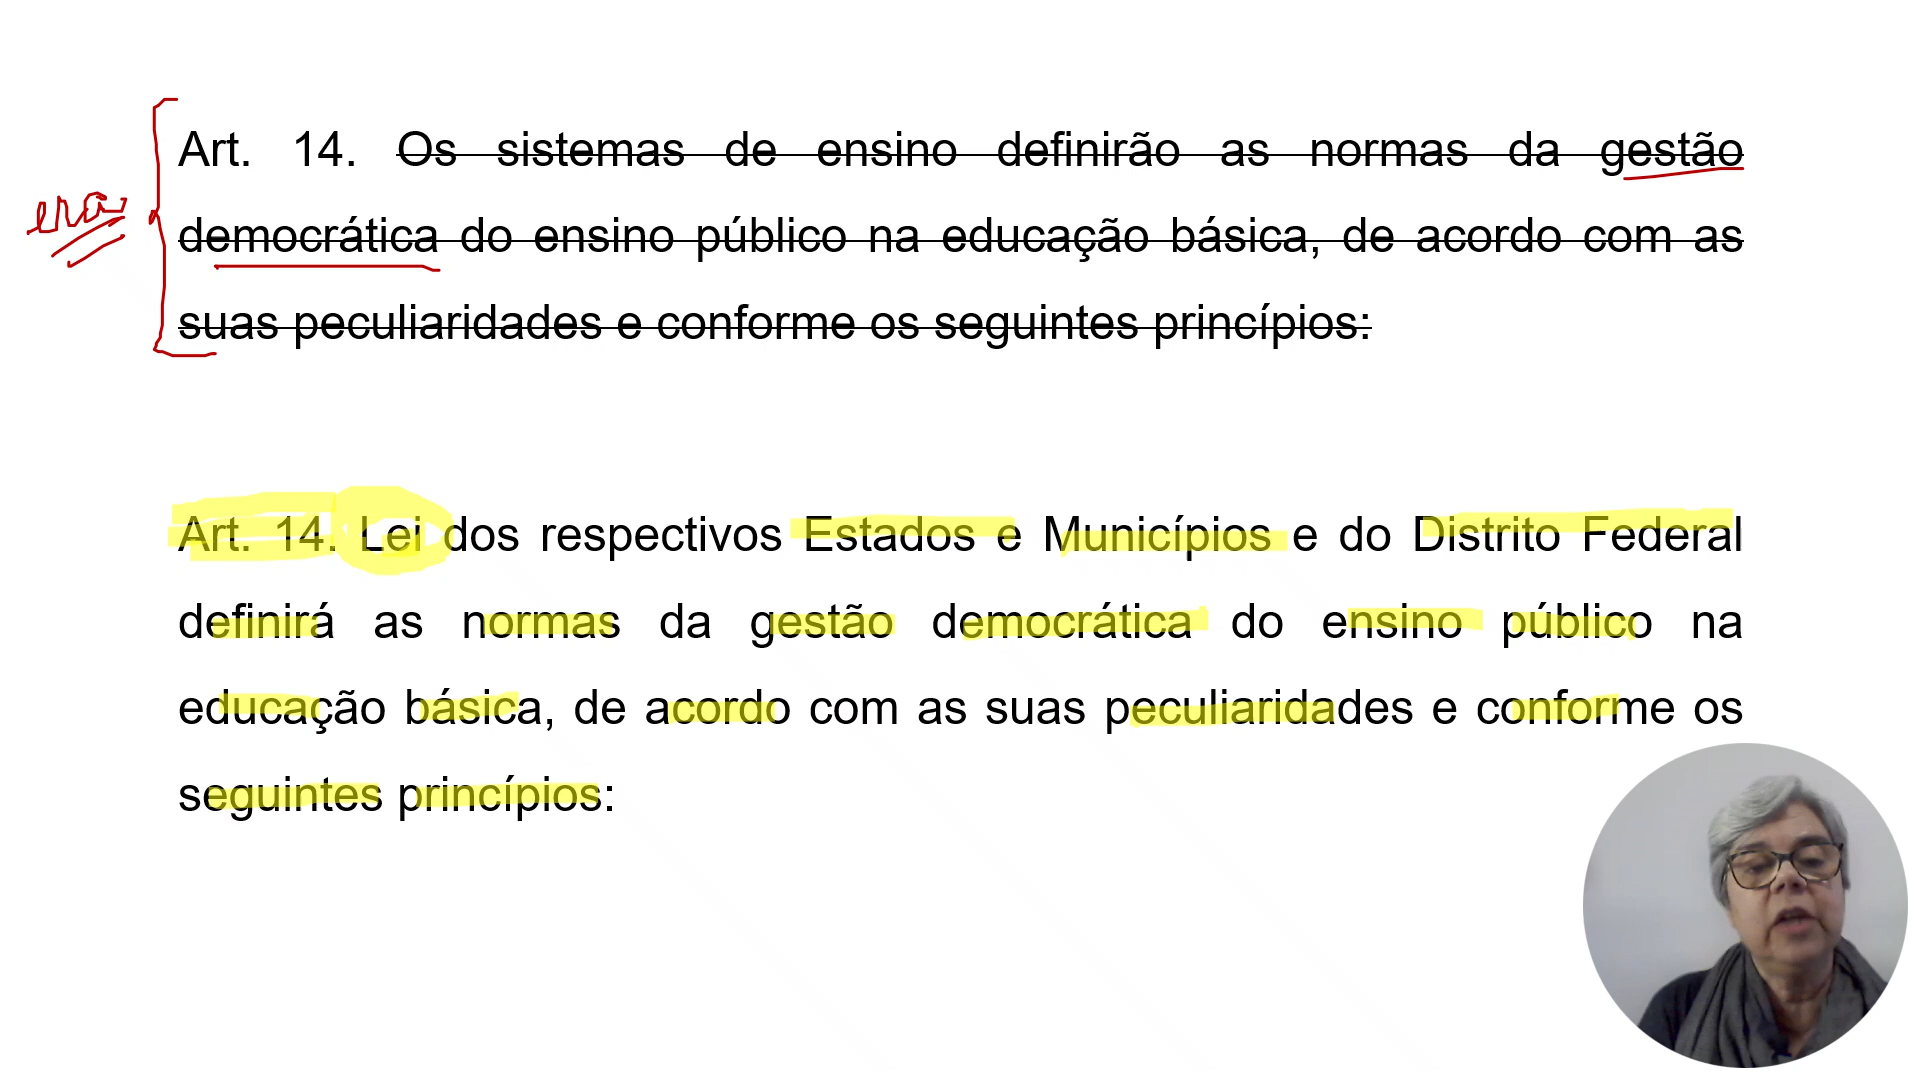 Art. 14. Os sistemas de ensino definirão as normas da gestão
era
democrática do ensino público na educação básica, de acordo com as
suas peculiaridades e conforme os seguintes princípios:
Art. 14. Lei dos respectivos Estados e Municípios e do Distrito Federal
definirá as normas da gestão democrática do ensino público na
educação básica, de acordo com as suas peculiaridades e conforme os
seguintes princípios: